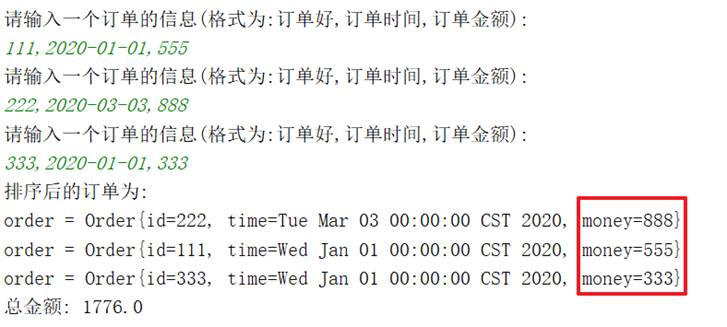 请输入一个订单的信息(格式为:订单好,订单时间,订单金额):
111,2020-01-01,555
请输入一个订单的信息(格式为:订单好,订单时间,订单金额):
222,2020-03-03,888
请输入一个订单的信息(格式为:订单好,订单时间,订单金额):
333,2020-01-01,333
排序后的订单为:
order = Order{id=222, time=Tue Mar 03 00:00:00 CST 2020, money=888}
order = Order{id=111, time=Wed Jan 01 00:00:00 CST 2020, money=555}
order = Order{id=333, time=Wed Jan 01 00:00:00 CST 2020, money=333}
总金额: 1776.0